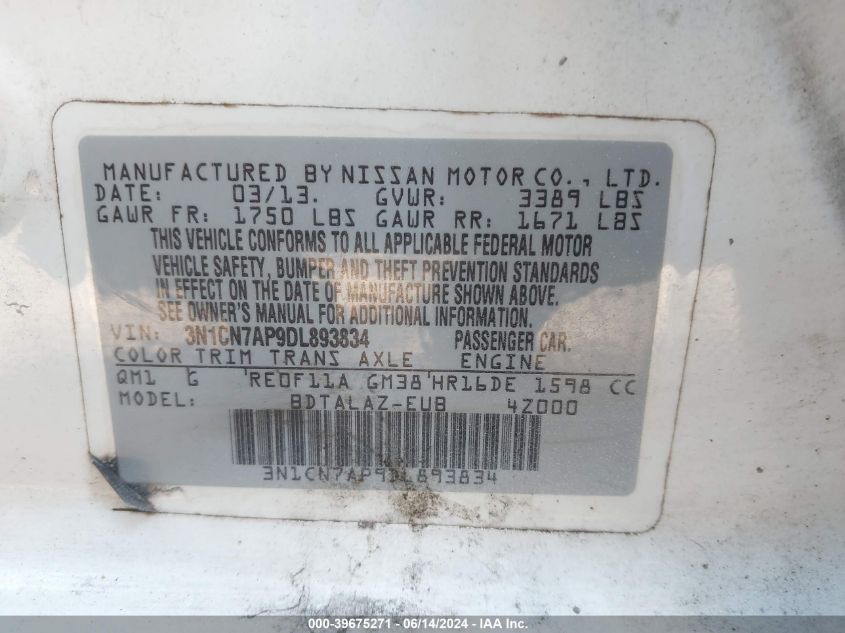 MANUFACTURED BY NISSAN MOTOR CO., LTD.
DATE: 03/13. GVWR: 3389 LBS
GAWR FR: 1750 LBS GAWR RR: 1671 LBS
THIS VEHICLE CONFORMS TO ALL APPLICABLE FEDERAL MOTOR
VEHICLE SAFETY, BUMPER AND THEFT PREVENTION STANDARDS
IN EFFECT ON THE DATE OF MANUFACTURE SHOWN ABOVE.
SEE OWNER'S MANUAL FOR ADDITIONAL INFORMATION.
VIN: 3N1CN7AP9DL893834 PASSENGER CAR.
COLOR TRIM TRANS AXLE ENGINE
QM1 G RE0F11A GM38 HR16DE 1598 CC
MODEL: BDTALAZ-EUB 4Z000
3N1CN7AP9DL893834
000-39675271 - 06/14/2024 - IAA Inc.